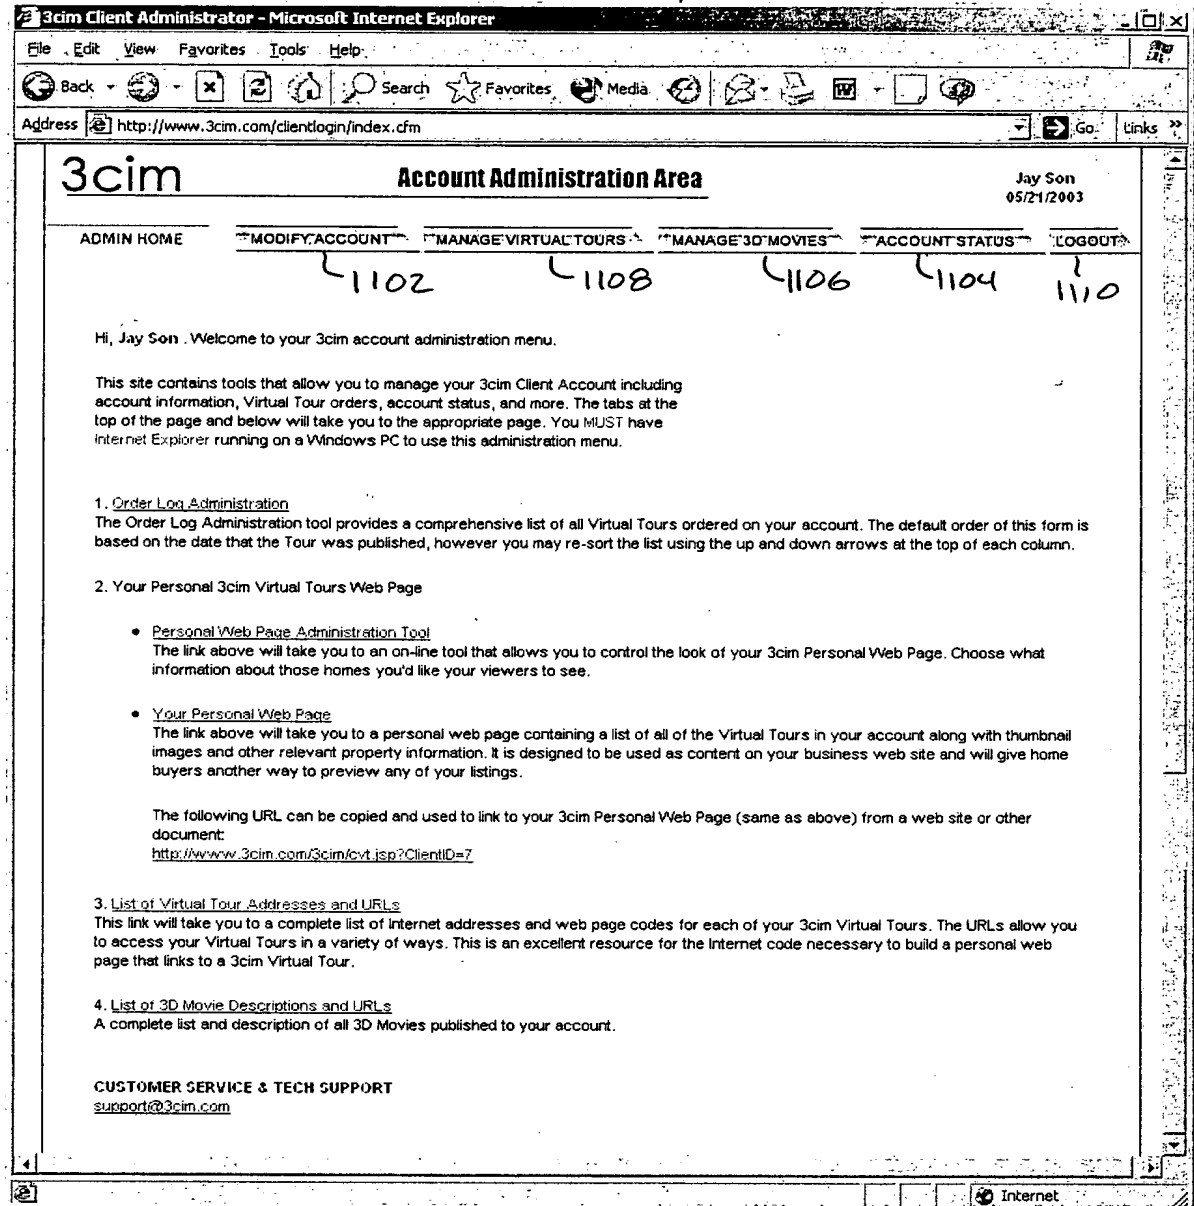 3cim Client Administrator - Microsoft Internet Explorer
File Edit View Favorites Tools Help
Back Search Favorites Media
Address http://www.3cim.com/clientlogin/index.cfm Go Links »
3cim Account Administration Area Jay Son
05/21/2003
ADMIN HOME MODIFY ACCOUNT MANAGE VIRTUAL TOURS MANAGE 3D MOVIES ACCOUNT STATUS LOGOUT
1102 1108 1106 1104 1110
Hi, Jay Son . Welcome to your 3cim account administration menu.
This site contains tools that allow you to manage your 3cim Client Account including
account information, Virtual Tour orders, account status, and more. The tabs at the
top of the page and below will take you to the appropriate page. You MUST have
Internet Explorer running on a Windows PC to use this administration menu.
1. Order Log Administration
The Order Log Administration tool provides a comprehensive list of all Virtual Tours ordered on your account. The default order of this form is
based on the date that the Tour was published, however you may re-sort the list using the up and down arrows at the top of each column.
2. Your Personal 3cim Virtual Tours Web Page
• Personal Web Page Administration Tool
The link above will take you to an on-line tool that allows you to control the look of your 3cim Personal Web Page. Choose what
information about those homes you'd like your viewers to see.
• Your Personal Web Page
The link above will take you to a personal web page containing a list of all of the Virtual Tours in your account along with thumbnail
images and other relevant property information. It is designed to be used as content on your business web site and will give home
buyers another way to preview any of your listings.
The following URL can be copied and used to link to your 3cim Personal Web Page (same as above) from a web site or other
document:
http://www.3cim.com/3cim/cvt.jsp?ClientID=7
3. List of Virtual Tour Addresses and URLs
This link will take you to a complete list of Internet addresses and web page codes for each of your 3cim Virtual Tours. The URLs allow you
to access your Virtual Tours in a variety of ways. This is an excellent resource for the Internet code necessary to build a personal web
page that links to a 3cim Virtual Tour.
4. List of 3D Movie Descriptions and URLs
A complete list and description of all 3D Movies published to your account.
CUSTOMER SERVICE & TECH SUPPORT
support@3cim.com
Internet